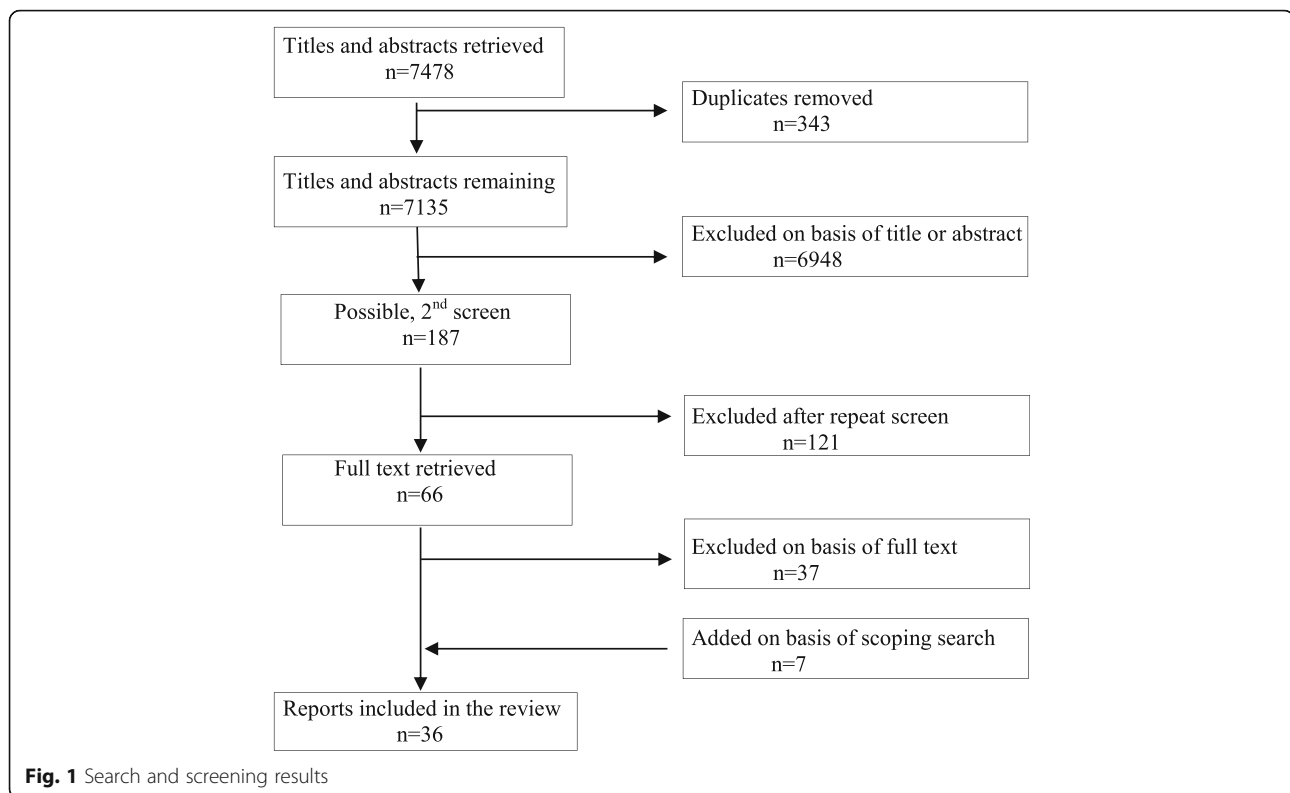 Titles and abstracts retrieved
n=7478
Duplicates removed
n=343
Titles and abstracts remaining
n=7135
Excluded on basis of title or abstract
n=6948
Possible, 2nd screen
n=187
Excluded after repeat screen
n=121
Full text retrieved
n=66
Excluded on basis of full text
n=37
Added on basis of scoping search
n=7
Reports included in the review
n=36
Fig. 1 Search and screening results